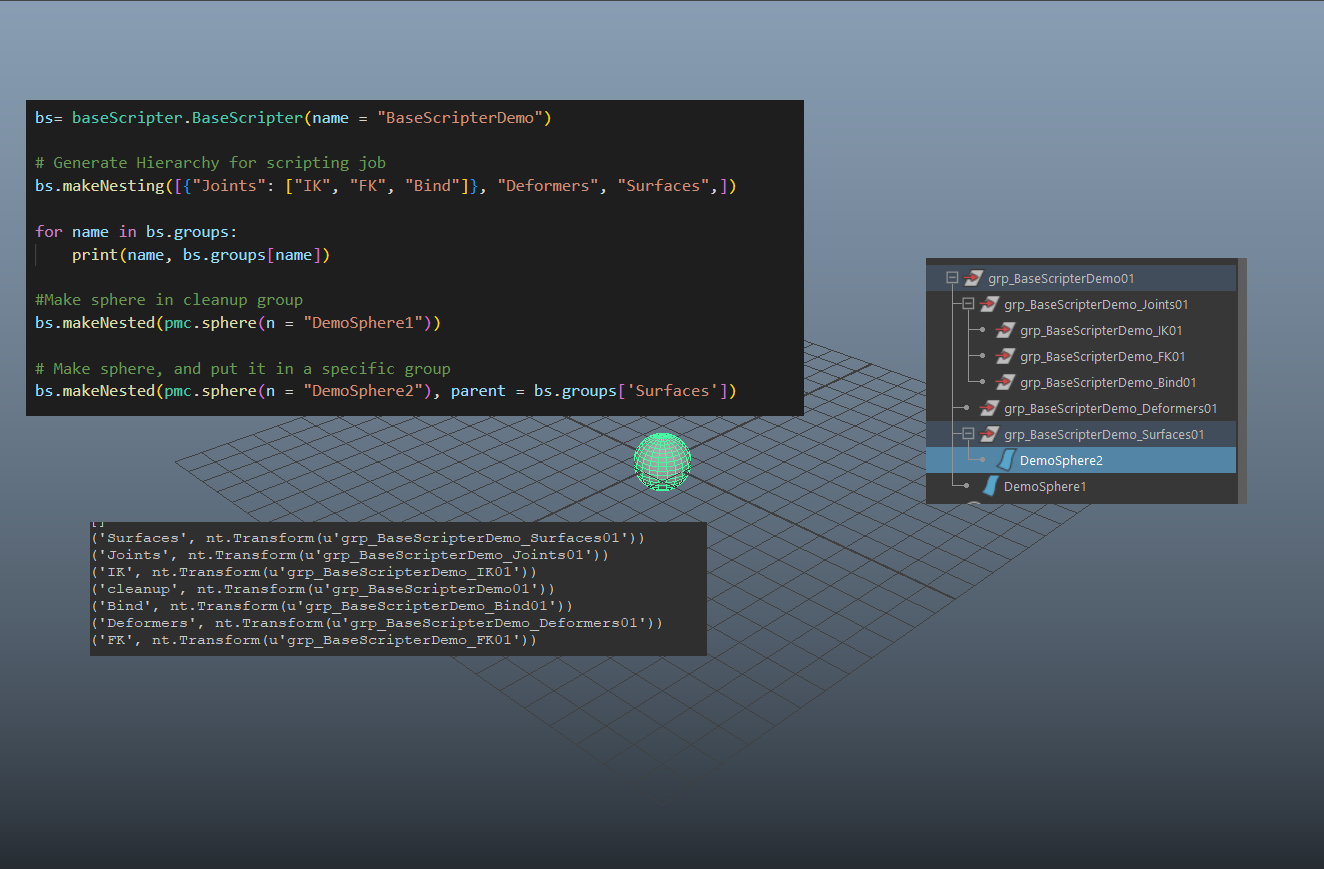 bs= baseScripter.BaseScripter(name = "BaseScripterDemo")
# Generate Hierarchy for scripting job
bs.makeNesting([{"Joints": ["IK", "FK", "Bind"]}, "Deformers", "Surfaces",])
for name in bs.groups:
    print(name, bs.groups[name])
#Make sphere in cleanup group
bs.makeNested(pmc.sphere(n = "DemoSphere1"))
# Make sphere, and put it in a specific group
bs.makeNested(pmc.sphere(n = "DemoSphere2"), parent = bs.groups['Surfaces'])
grp_BaseScripterDemo01
grp_BaseScripterDemo_Joints01
grp_BaseScripterDemo_IK01
grp_BaseScripterDemo_FK01
grp_BaseScripterDemo_Bind01
grp_BaseScripterDemo_Deformers01
grp_BaseScripterDemo_Surfaces01
DemoSphere2
DemoSphere1
('Surfaces', nt.Transform(u'grp_BaseScripterDemo_Surfaces01'))
('Joints', nt.Transform(u'grp_BaseScripterDemo_Joints01'))
('IK', nt.Transform(u'grp_BaseScripterDemo_IK01'))
('cleanup', nt.Transform(u'grp_BaseScripterDemo01'))
('Bind', nt.Transform(u'grp_BaseScripterDemo_Bind01'))
('Deformers', nt.Transform(u'grp_BaseScripterDemo_Deformers01'))
('FK', nt.Transform(u'grp_BaseScripterDemo_FK01'))